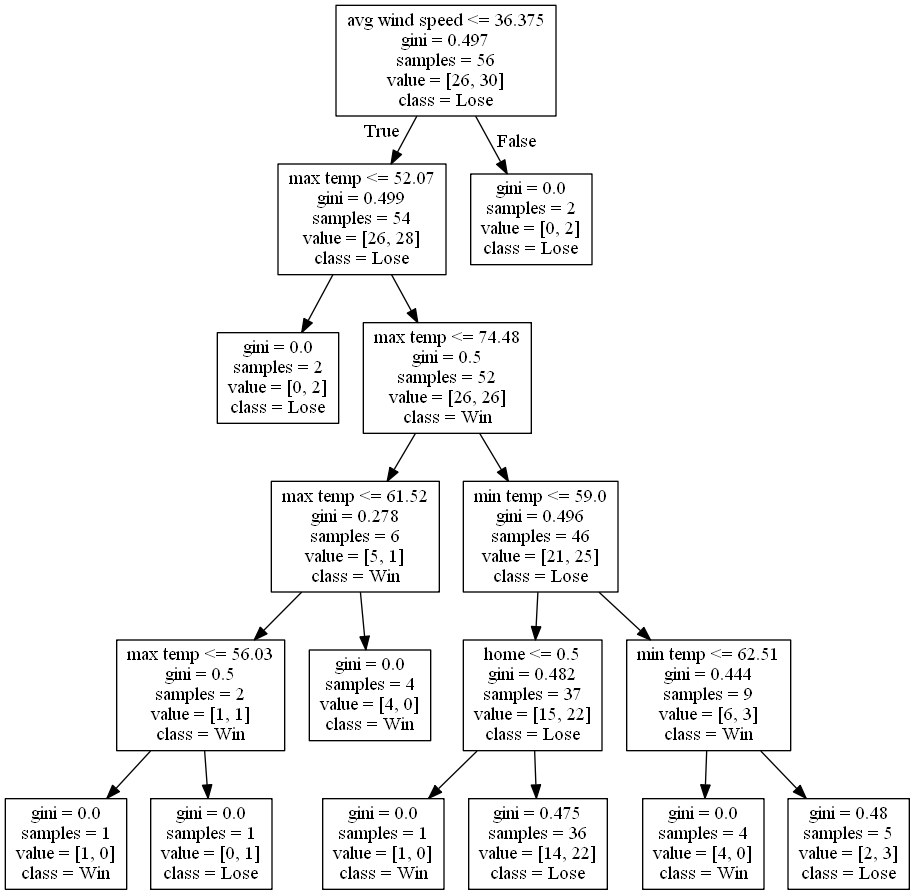 avg wind speed <= 36.375
gini = 0.497
samples = 56
value = [26, 30]
class = Lose
True
False
max temp <= 52.07
gini = 0.499
samples = 54
value = [26, 28]
class = Lose
gini = 0.0
samples = 2
value = [0, 2]
class = Lose
gini = 0.0
samples = 2
value = [0, 2]
class = Lose
max temp <= 74.48
gini = 0.5
samples = 52
value = [26, 26]
class = Win
max temp <= 61.52
gini = 0.278
samples = 6
value = [5, 1]
class = Win
min temp <= 59.0
gini = 0.496
samples = 46
value = [21, 25]
class = Lose
max temp <= 56.03
gini = 0.5
samples = 2
value = [1, 1]
class = Win
gini = 0.0
samples = 4
value = [4, 0]
class = Win
home <= 0.5
gini = 0.482
samples = 37
value = [15, 22]
class = Lose
min temp <= 62.51
gini = 0.444
samples = 9
value = [6, 3]
class = Win
gini = 0.0
samples = 1
value = [1, 0]
class = Win
gini = 0.0
samples = 1
value = [0, 1]
class = Lose
gini = 0.0
samples = 1
value = [1, 0]
class = Win
gini = 0.475
samples = 36
value = [14, 22]
class = Lose
gini = 0.0
samples = 4
value = [4, 0]
class = Win
gini = 0.48
samples = 5
value = [2, 3]
class = Lose